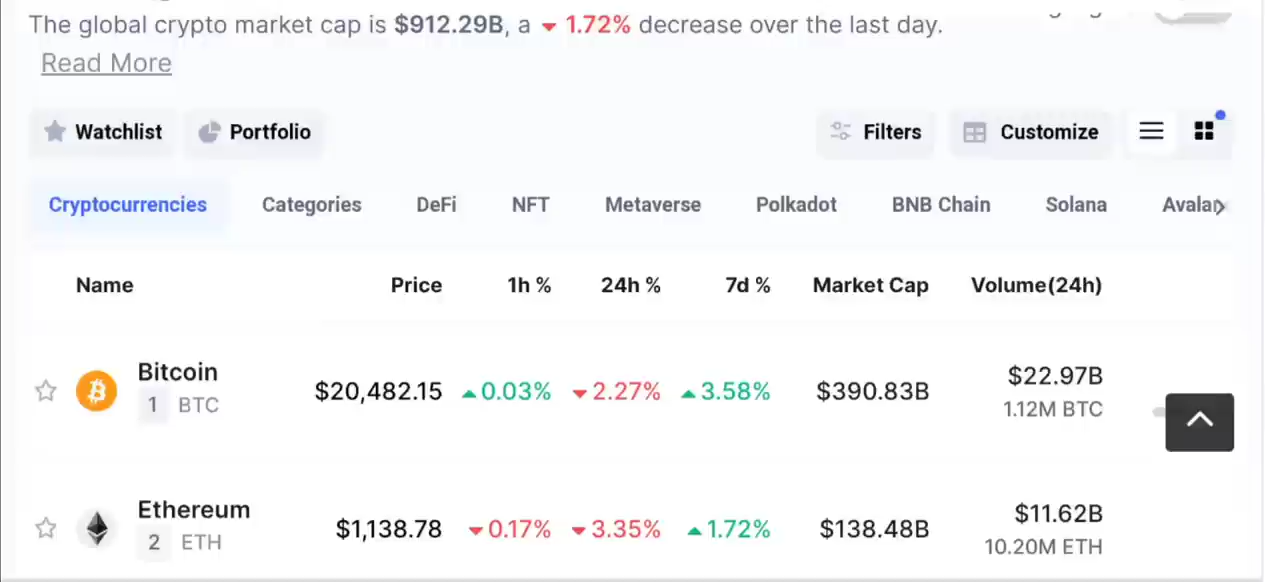 The global crypto market cap is $912.29B, a 1.72% decrease over the last day.
Read More
Watchlist Portfolio Filters Customize
Cryptocurrencies Categories DeFi NFT Metaverse Polkadot BNB Chain Solana
Name Price 1h % 24h % 7d % Market Cap Volume(24h)
Bitcoin
1 BTC
$20,482.15 0.03% 2.27% 3.58% $390.83B
$22.97B
1.12M BTC
Ethereum
2 ETH
$1,138.78 0.17% 3.35% 1.72% $138.48B
$11.62B
10.20M ETH